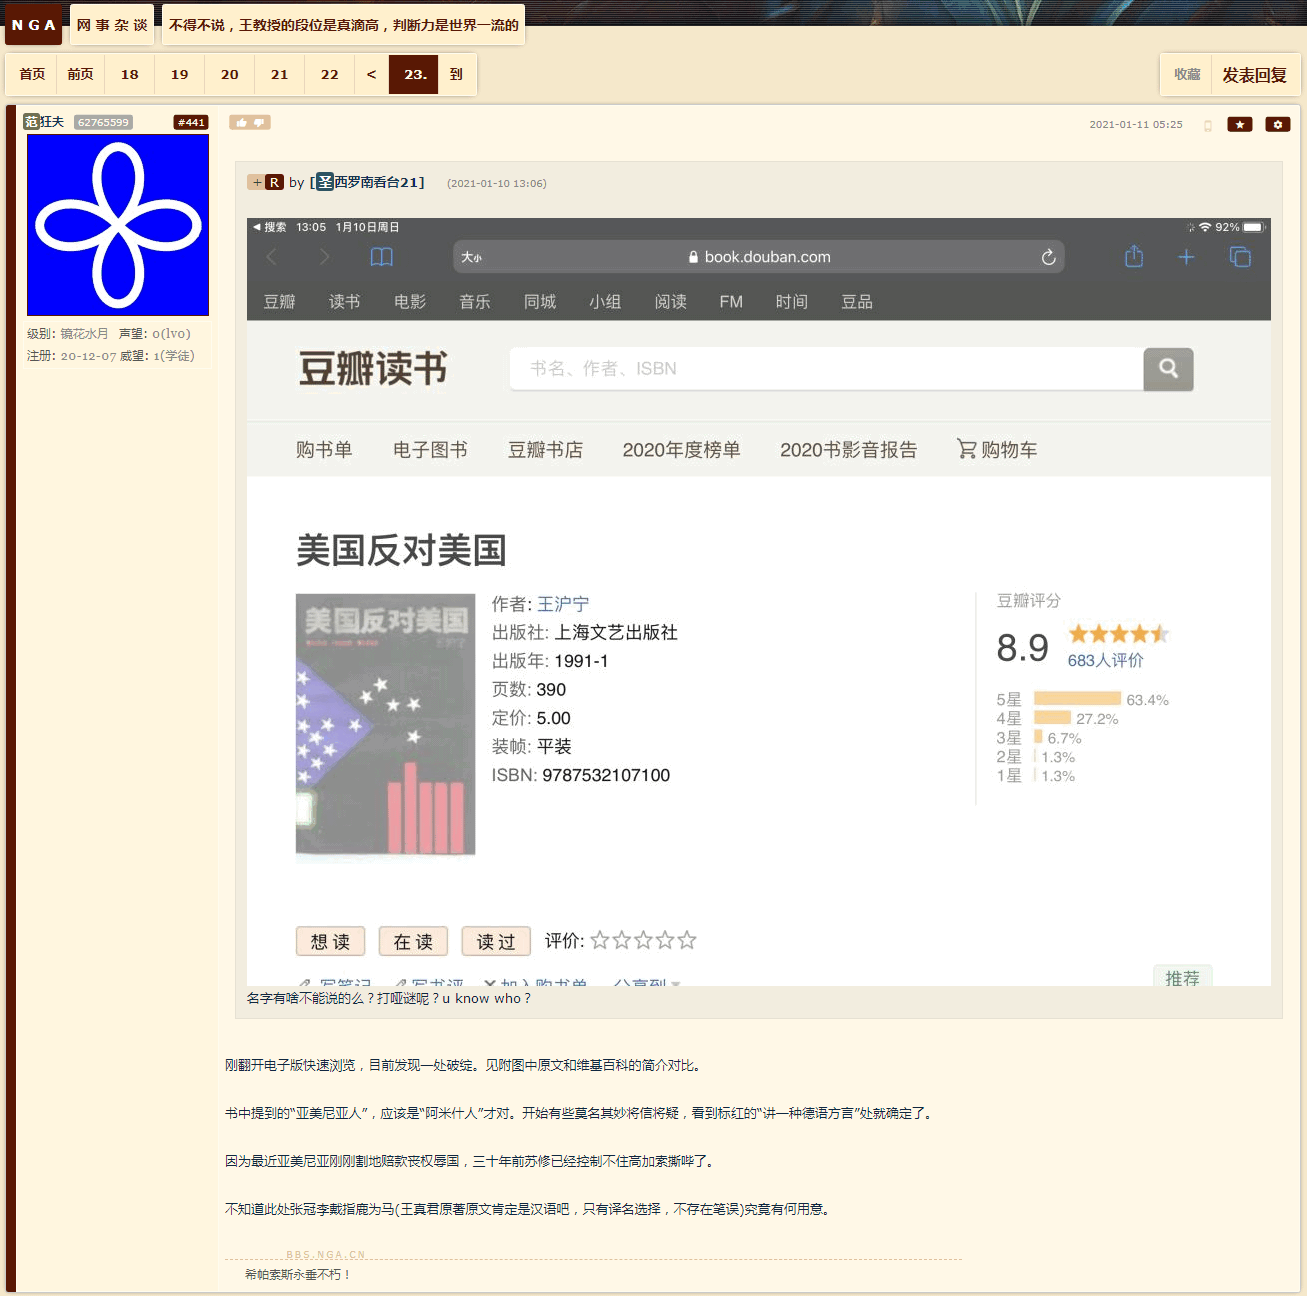 NGA 网事杂谈 不得不说，王教授的段位是真滴高，判断力是世界一流的
首页 前页 18 19 20 21 22 < 23. 到 收藏 发表回复
范狂夫 62765599 #441
2021-01-11 05:25
级别: 镜花水月 声望: 0(lv0)
注册: 20-12-07 威望: 1(学徒)
+ R by [圣西罗南看台21] (2021-01-10 13:06)
搜索 13:05 1月10日周日 92%
大小 book.douban.com
豆瓣 读书 电影 音乐 同城 小组 阅读 FM 时间 豆品
豆瓣读书 书名、作者、ISBN
购书单 电子图书 豆瓣书店 2020年度榜单 2020书影音报告 购物车
美国反对美国
美国反对美国
作者: 王沪宁
出版社: 上海文艺出版社
出版年: 1991-1
页数: 390
定价: 5.00
装帧: 平装
ISBN: 9787532107100
豆瓣评分
8.9
683人评价
5星 63.4%
4星 27.2%
3星 6.7%
2星 1.3%
1星 1.3%
想读 在读 读过 评价:
写笔记 写书评 加入购书单 分享到 推荐
名字有啥不能说的么？打哑谜呢？u know who？
刚翻开电子版快速浏览，目前发现一处破绽。见附图中原文和维基百科的简介对比。
书中提到的“亚美尼亚人”，应该是“阿米什人”才对。开始有些莫名其妙将信将疑，看到标红的“讲一种德语方言”处就确定了。
因为最近亚美尼亚刚刚割地赔款丧权辱国，三十年前苏修已经控制不住高加索撕哔了。
不知道此处张冠李戴指鹿为马(王真君原著原文肯定是汉语吧，只有译名选择，不存在笔误)究竟有何用意。
BBS.NGA.CN
希帕索斯永垂不朽！